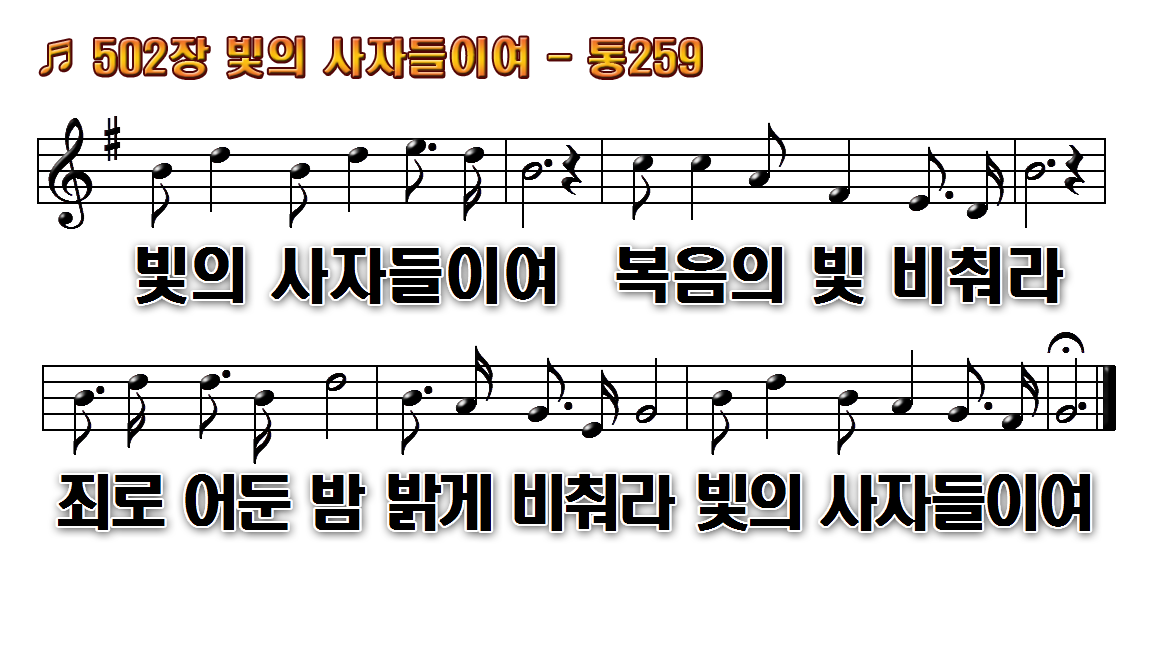 ♬ 502장 빛의 사자들이여 - 통259
빛의 사자들이여 복음의 빛 비춰라
죄로 어둔 밤 밝게 비춰라 빛의 사자들이여